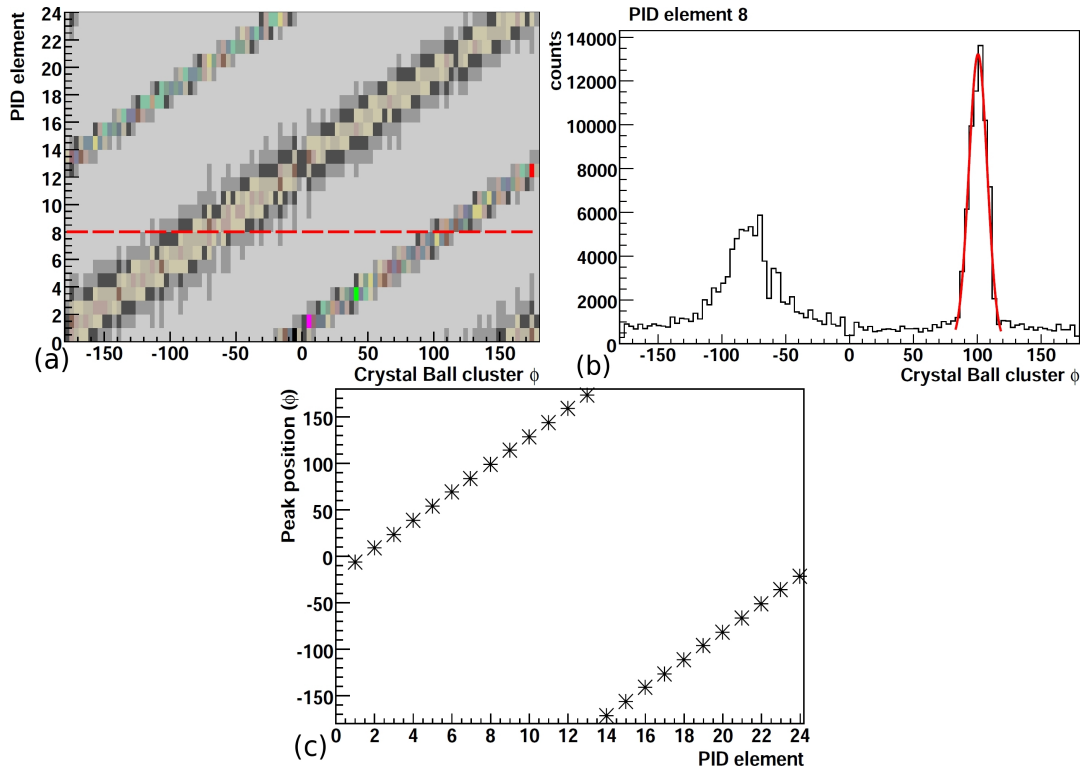 PID element 8
PID element
24
22
20
18
16
14
12
10
8
6
4
2
0
-150 -100 -50 0 50 100 150
(a)
Crystal Ball cluster ϕ
counts
14000
12000
10000
8000
6000
4000
2000
0
-150 -100 -50 0 50 100 150
(b)
Crystal Ball cluster ϕ
Peak position (ϕ)
150
100
50
0
-50
-100
-150
0 2 4 6 8 10 12 14 16 18 20 22 24
(c)
PID element